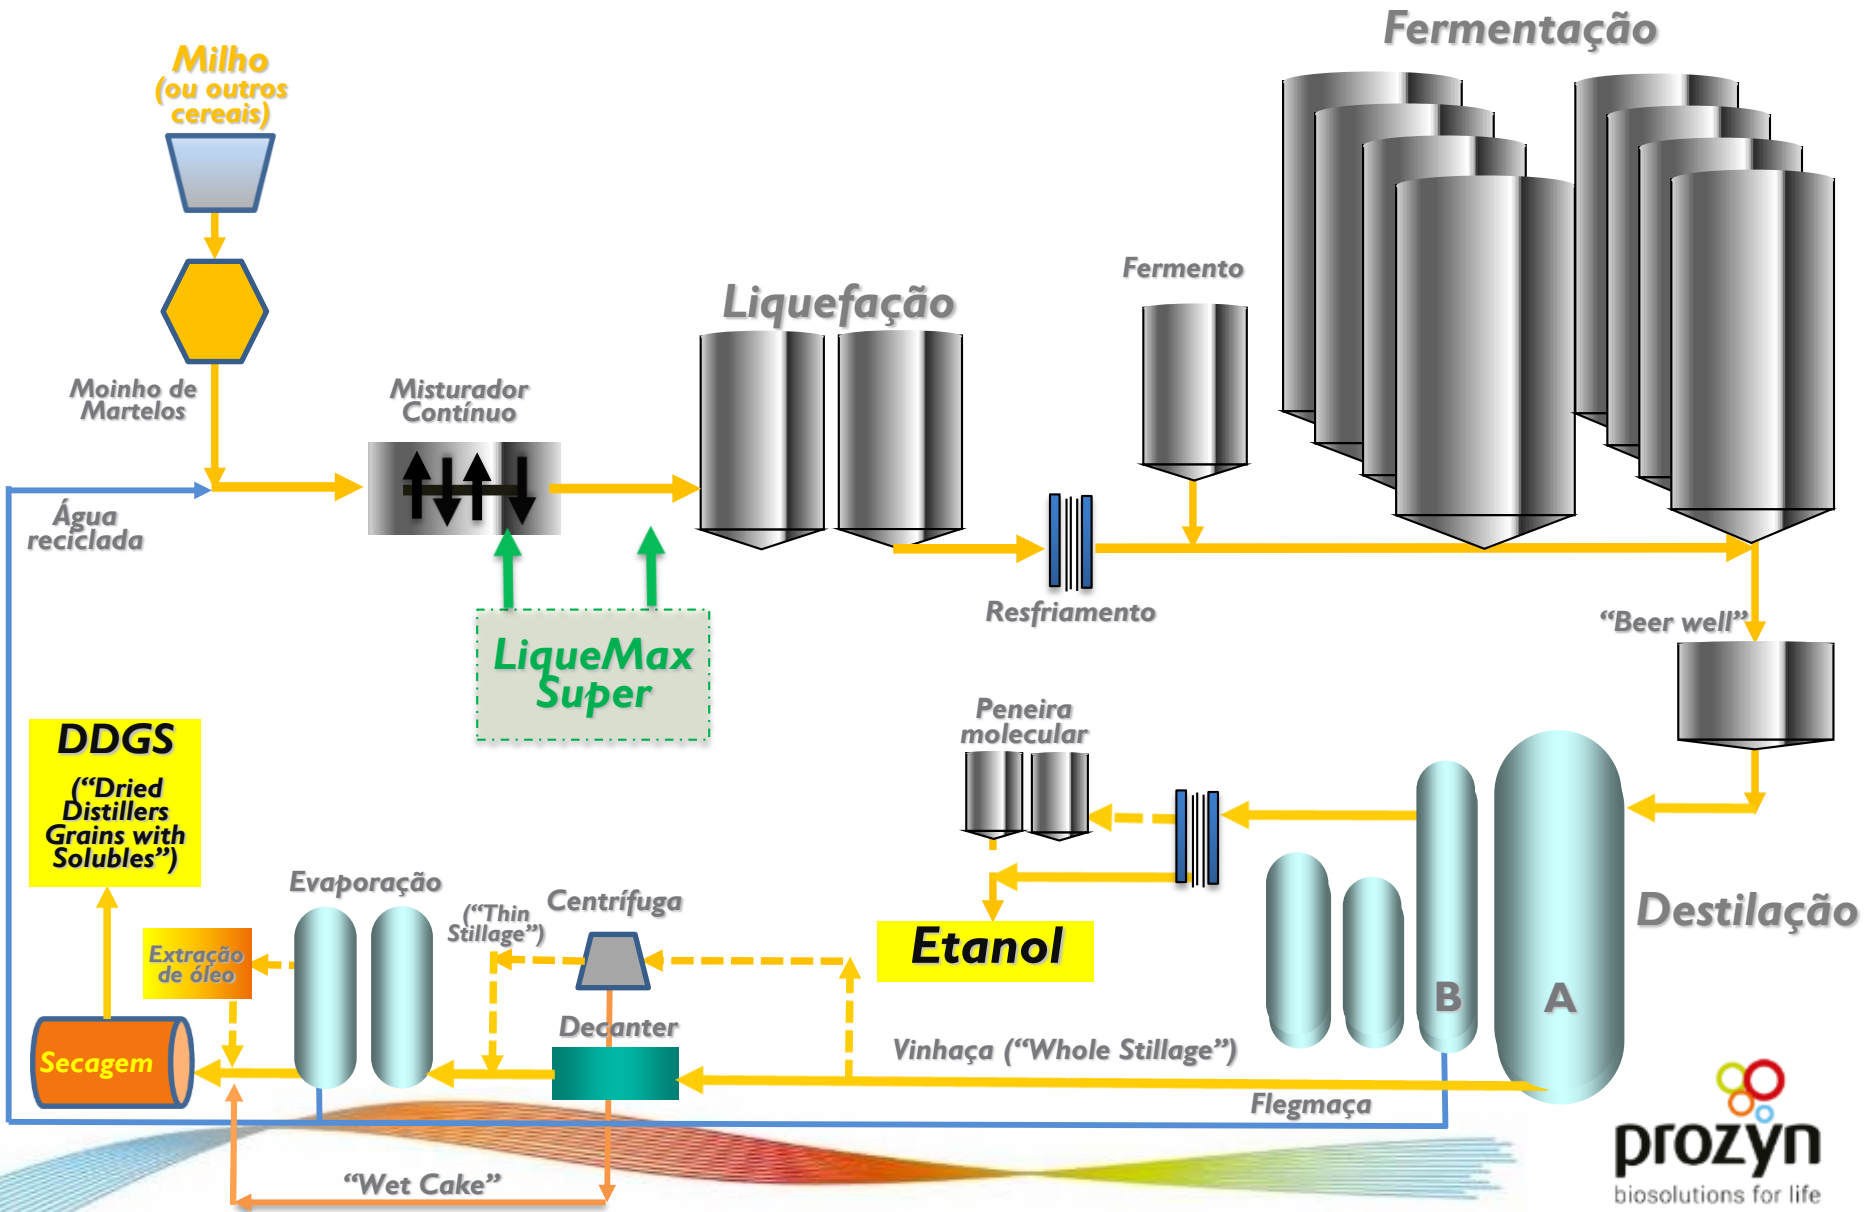 Fermentação
Milho
(ou outros
cereais)
Fermento
Liquefação
Moinho de
Martelos
Misturador
Contínuo
Água
reciclada
Resfriamento
“Beer well”
LiqueMax
Super
Peneira
molecular
DDGS
(“Dried
Distillers
Grains with
Solubles”)
Evaporação
(“Thin
Stillage”)
Centrífuga
Etanol
Destilação
Extração
de óleo
B
A
Decanter
Vinhaça (“Whole Stillage”)
Secagem
Flegmaça
“Wet Cake”
prozyn
biosolutions for life